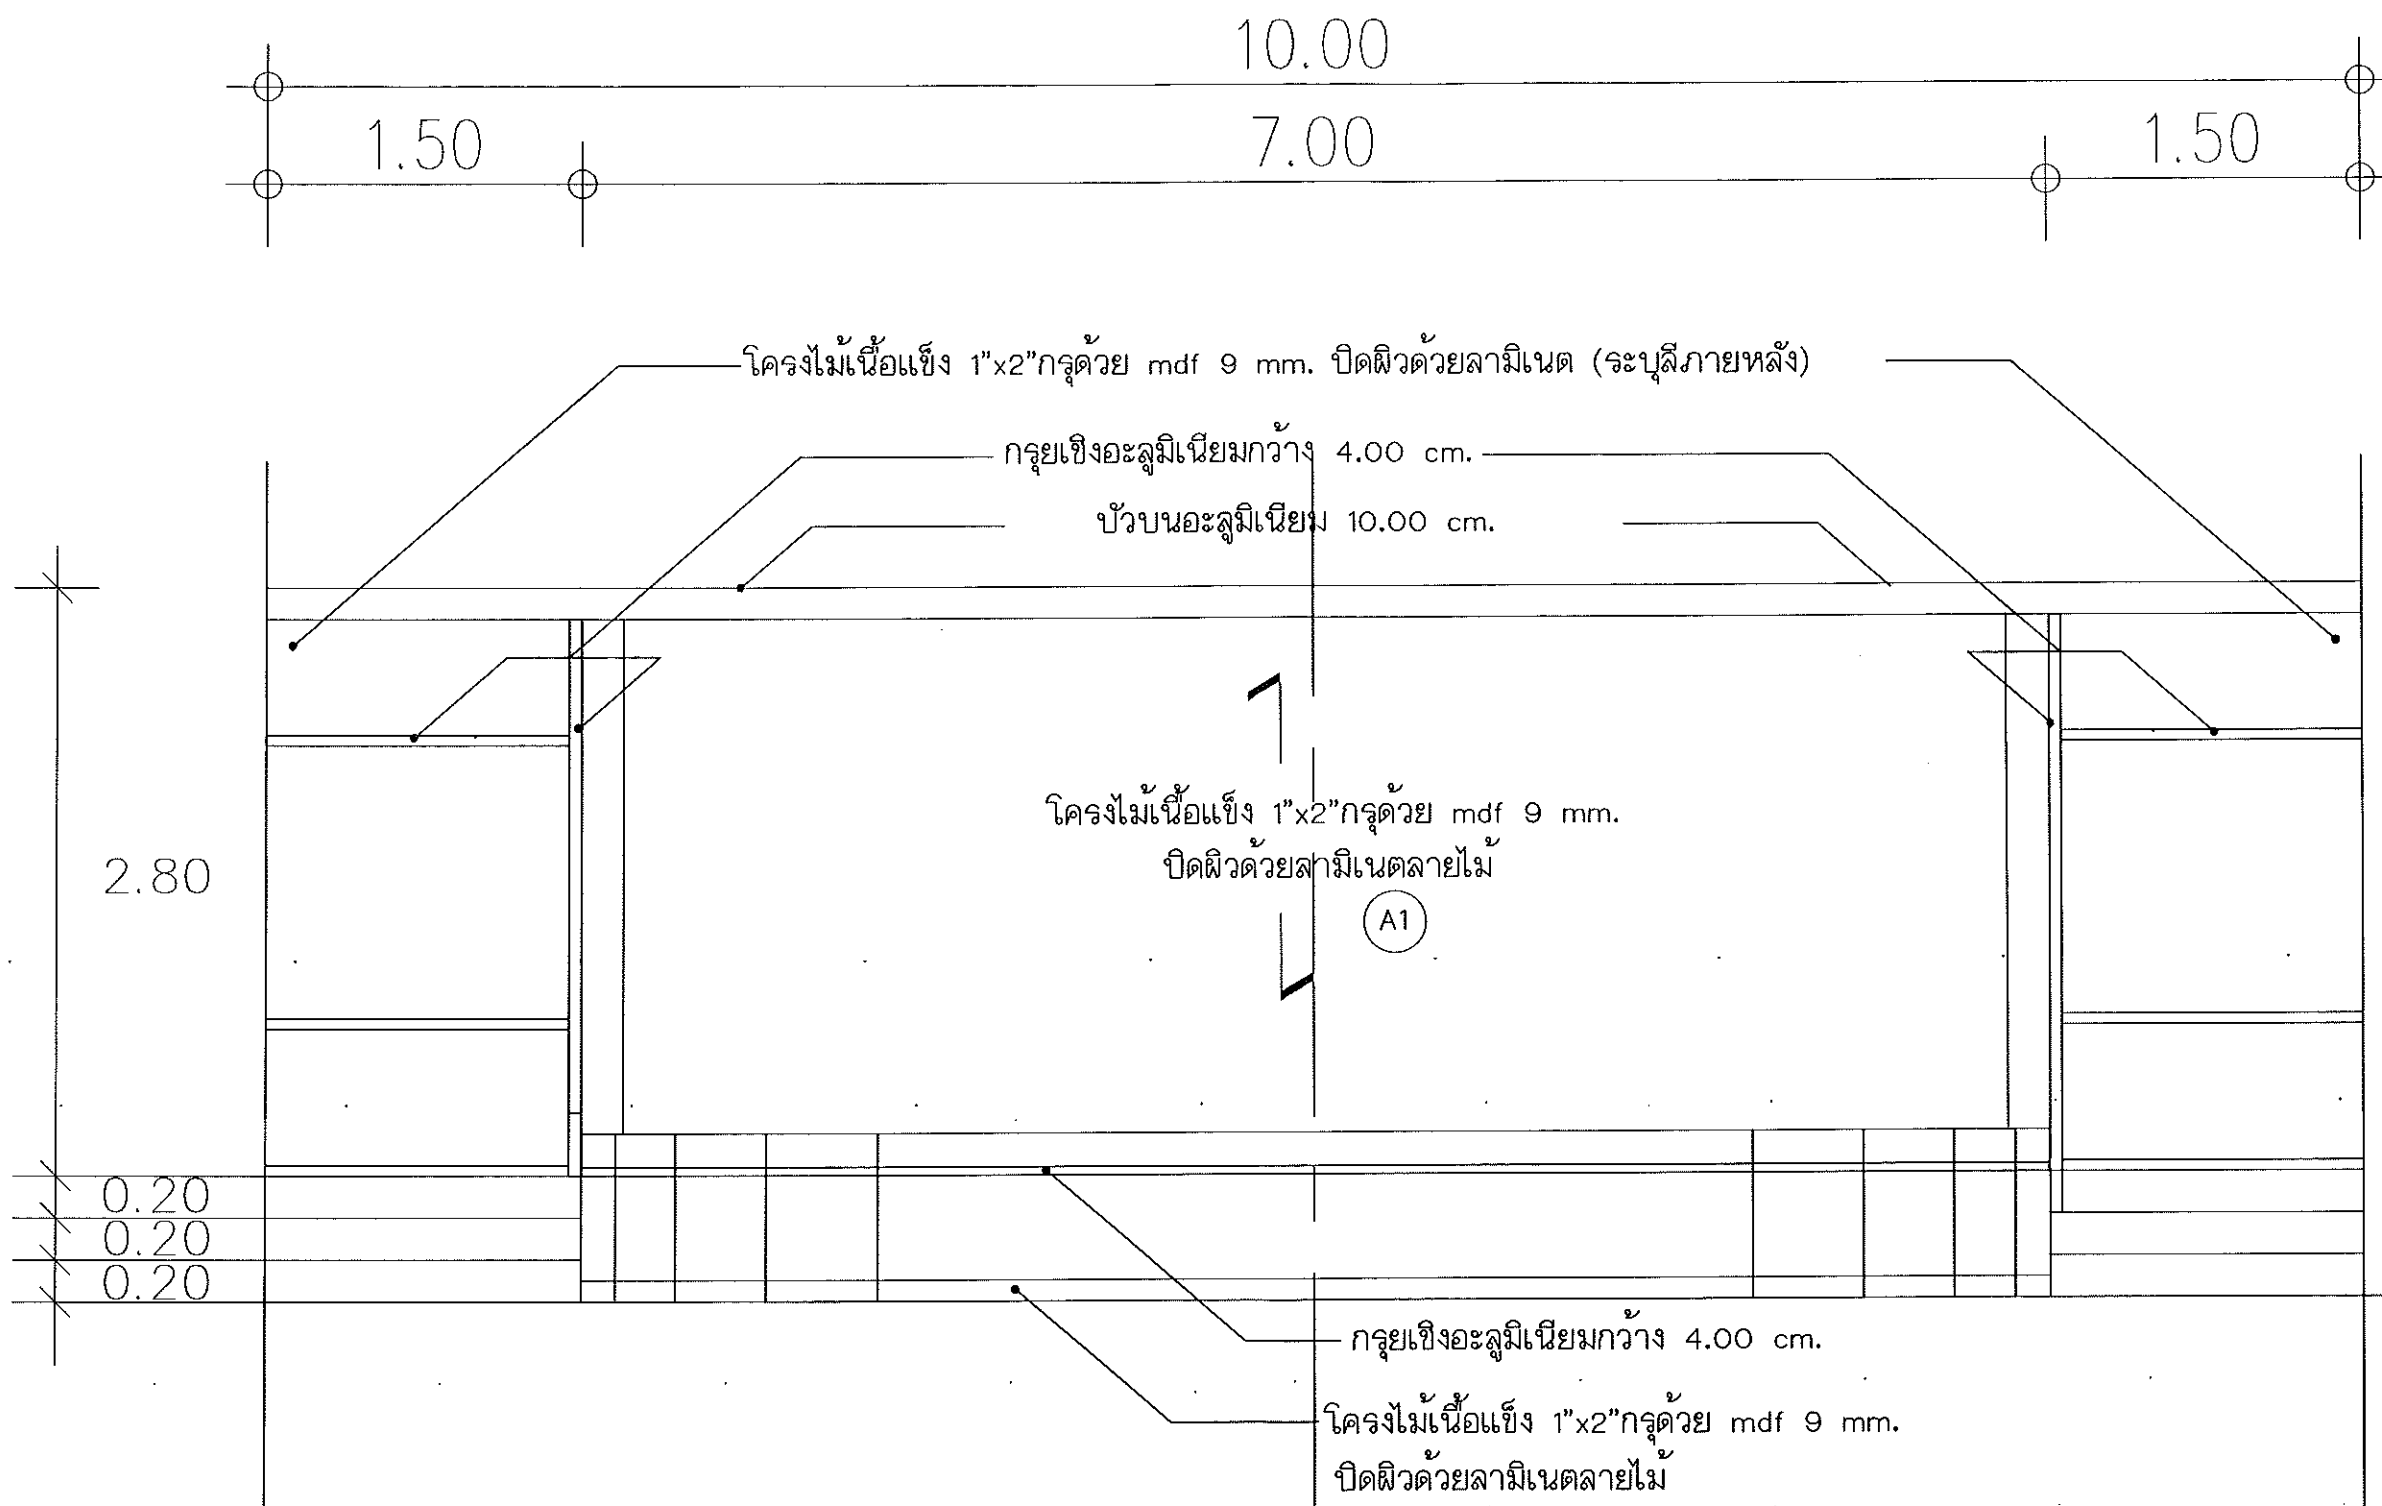 10.00
1.50 7.00 1.50
โครงไม้เนื้อแข็ง 1"x2"กรุด้วย mdf 9 mm. ปิดผิวด้วยลามิเนต (ระบุสีภายหลัง)
กรุยเชิงอะลูมิเนียมกว้าง 4.00 cm.
บัวบนอะลูมิเนียม 10.00 cm.
โครงไม้เนื้อแข็ง 1"x2"กรุด้วย mdf 9 mm.
ปิดผิวด้วยลามิเนตลายไม้
2.80
A1
0.20
0.20
0.20
กรุยเชิงอะลูมิเนียมกว้าง 4.00 cm.
โครงไม้เนื้อแข็ง 1"x2"กรุด้วย mdf 9 mm.
ปิดผิวด้วยลามิเนตลายไม้